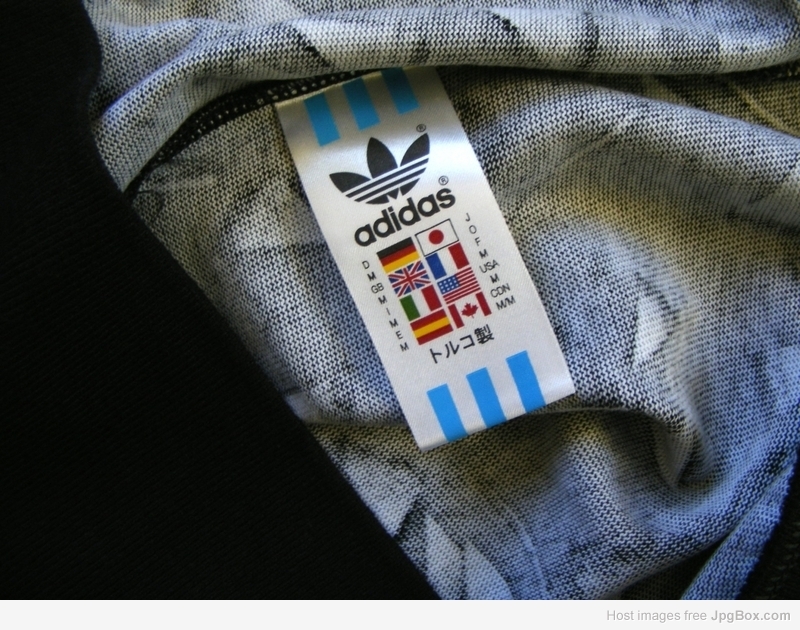 adidas
D
M
GB
M
I
M
E
M
J
O
F
M
USA
M
CDN
M/M
トルコ製
Host images free JpgBox.com